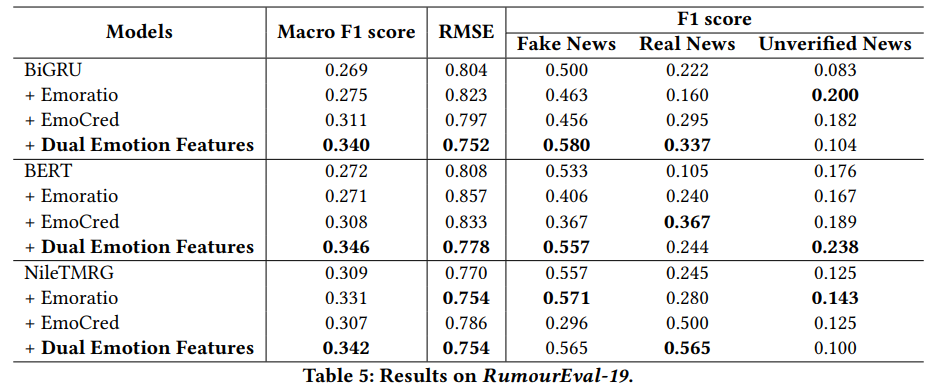 Models Macro F1 score RMSE F1 score
Fake News Real News Unverified News
BiGRU 0.269 0.804 0.500 0.222 0.083
+ Emoratio 0.275 0.823 0.463 0.160 0.200
+ EmoCred 0.311 0.797 0.456 0.295 0.182
+ Dual Emotion Features 0.340 0.752 0.580 0.337 0.104
BERT 0.272 0.808 0.533 0.105 0.176
+ Emoratio 0.271 0.857 0.406 0.240 0.167
+ EmoCred 0.308 0.833 0.367 0.367 0.189
+ Dual Emotion Features 0.346 0.778 0.557 0.244 0.238
NileTMRG 0.309 0.770 0.557 0.245 0.125
+ Emoratio 0.331 0.754 0.571 0.280 0.143
+ EmoCred 0.307 0.786 0.296 0.500 0.125
+ Dual Emotion Features 0.342 0.754 0.565 0.565 0.100
Table 5: Results on RumourEval-19.